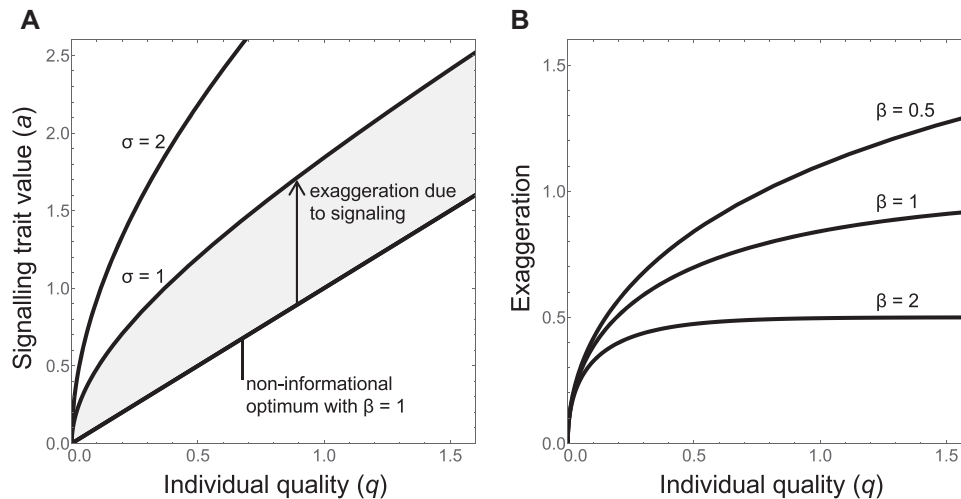 A
B
2.5
2.0
1.5
1.0
0.5
0.0
0.0
0.5
1.0
1.5
Signalling trait value (a)
Individual quality (q)
σ = 2
σ = 1
exaggeration due
to signaling
non-informational
optimum with β = 1
1.5
1.0
0.5
0.0
0.0
0.5
1.0
1.5
Exaggeration
Individual quality (q)
β = 0.5
β = 1
β = 2